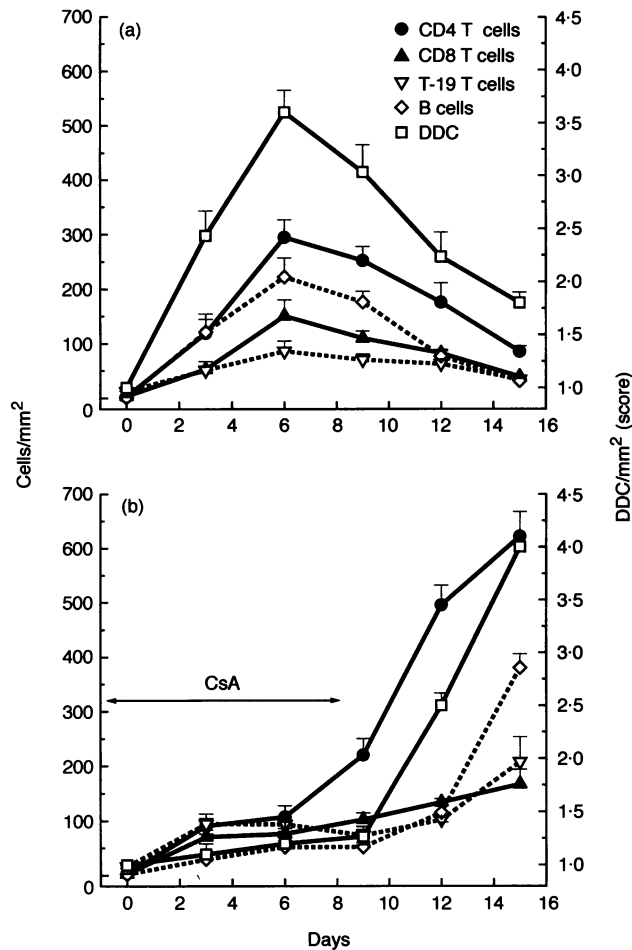 (a)
CD4 T cells
CD8 T cells
T-19 T cells
B cells
DDC
700
600
500
400
300
200
100
0
4·5
4·0
3·5
3·0
2·5
2·0
1·5
1·0
0 2 4 6 8 10 12 14 16
Cells/mm²
DDC/mm² (score)
(b)
CsA
700
600
500
400
300
200
100
0
4·5
4·0
3·5
3·0
2·5
2·0
1·5
1·0
0 2 4 6 8 10 12 14 16
Days